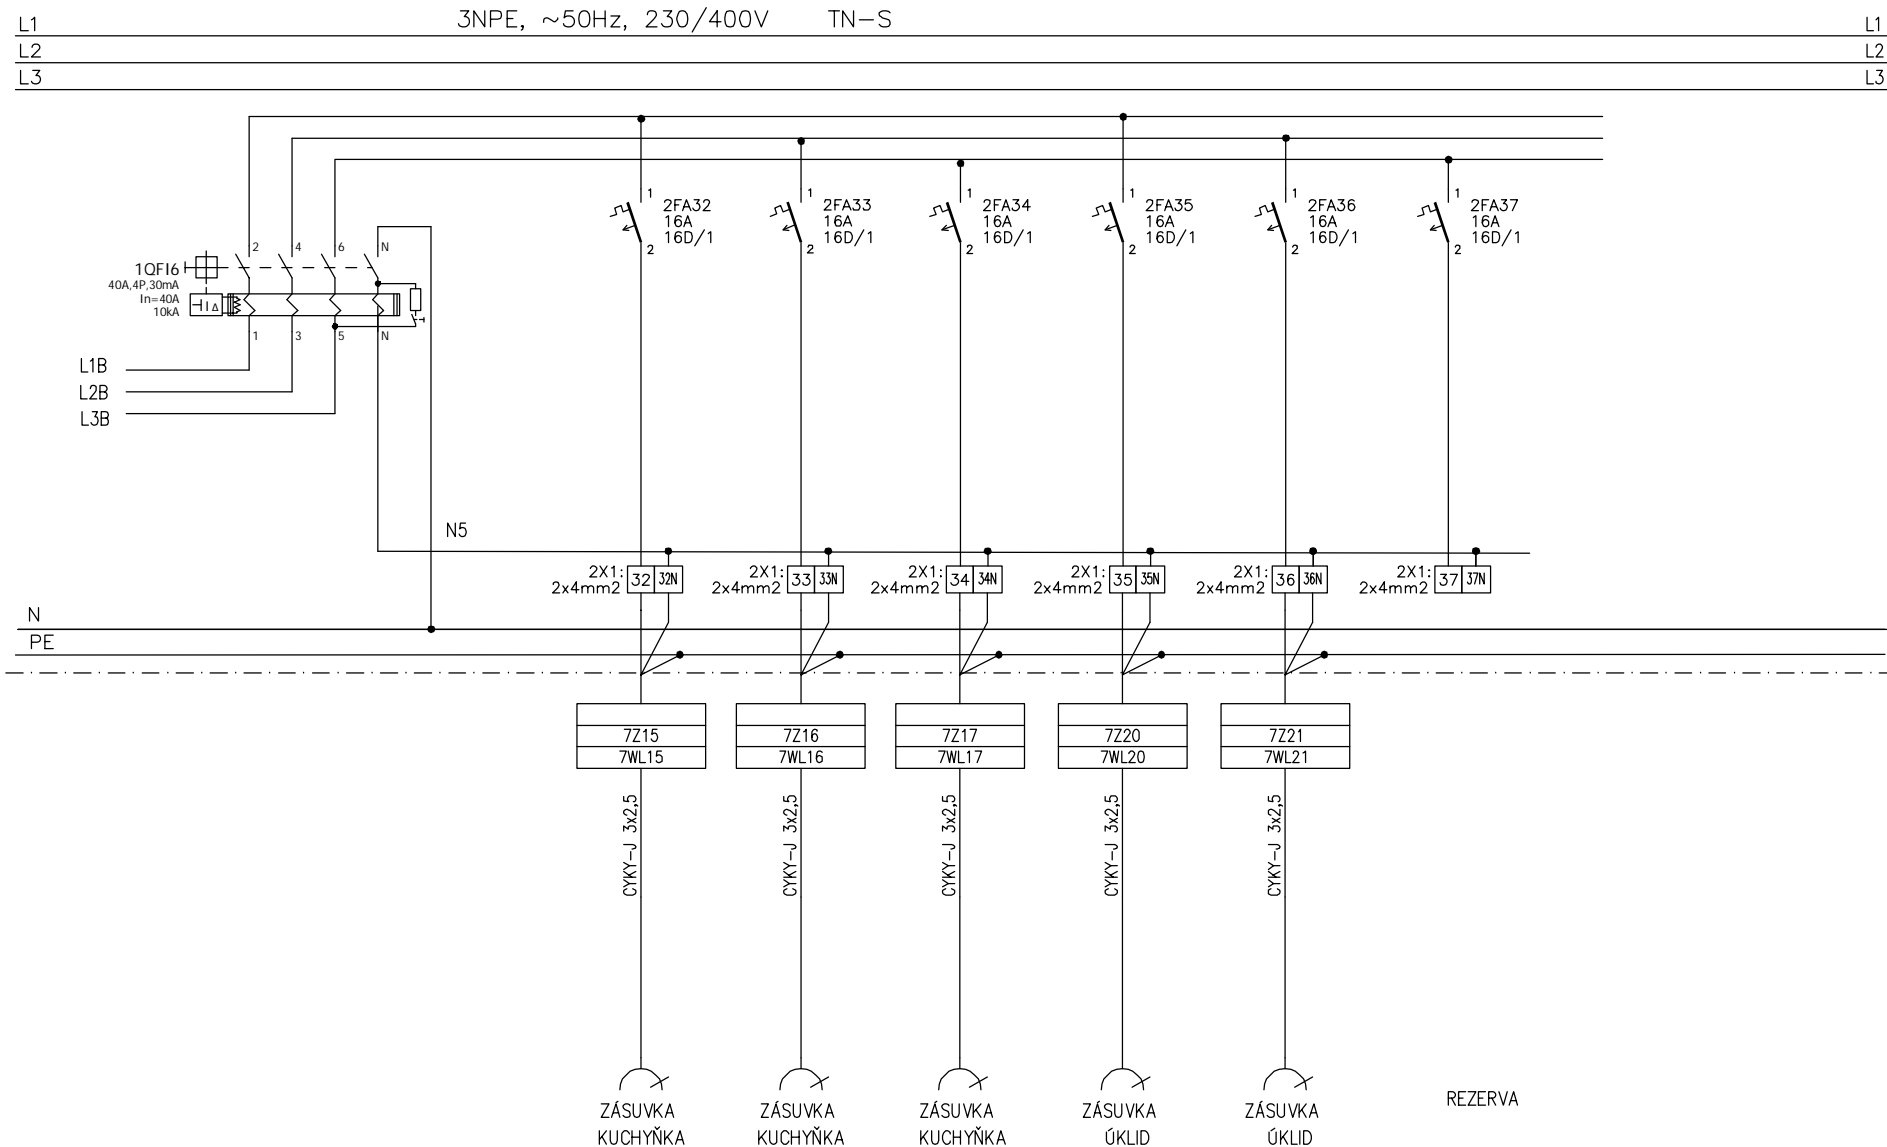 3NPE, ~50Hz, 230/400V TN-S
L1 L1
L2 L2
L3 L3
1 1 1 1 1 1
2FA32 2FA33 2FA34 2FA35 2FA36 2FA37
16A 16A 16A 16A 16A 16A
16D/1 16D/1 16D/1 16D/1 16D/1 16D/1
2 2 2 2 2 2
2 4 6 N
1QFI6
40A,4P,30mA
In=40A
10kA
1 3 5 N
L1B
L2B
L3B
N5
2X1: 32 32N 2X1: 33 33N 2X1: 34 34N 2X1: 35 35N 2X1: 36 36N 2X1: 37 37N
2x4mm2 2x4mm2 2x4mm2 2x4mm2 2x4mm2 2x4mm2
N
PE
7Z15 7Z16 7Z17 7Z20 7Z21
7WL15 7WL16 7WL17 7WL20 7WL21
CYKY-J 3x2,5 CYKY-J 3x2,5 CYKY-J 3x2,5 CYKY-J 3x2,5 CYKY-J 3x2,5
ZÁSUVKA ZÁSUVKA ZÁSUVKA ZÁSUVKA ZÁSUVKA REZERVA
KUCHYŇKA KUCHYŇKA KUCHYŇKA ÚKLID ÚKLID